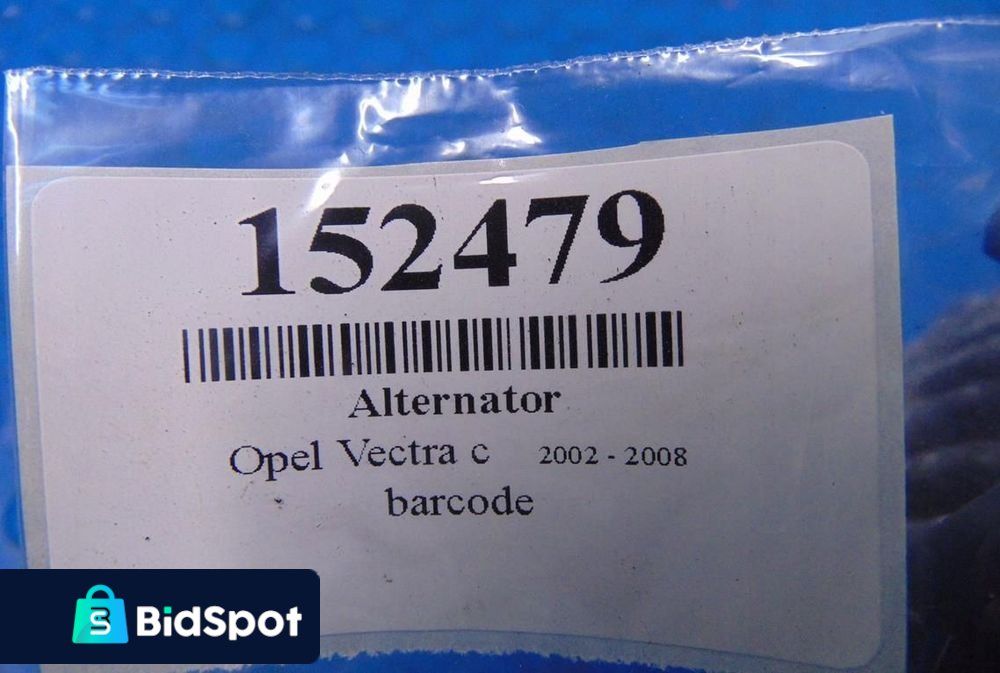 152479
Alternator
Opel Vectra c 2002 - 2008
barcode
BidSpot